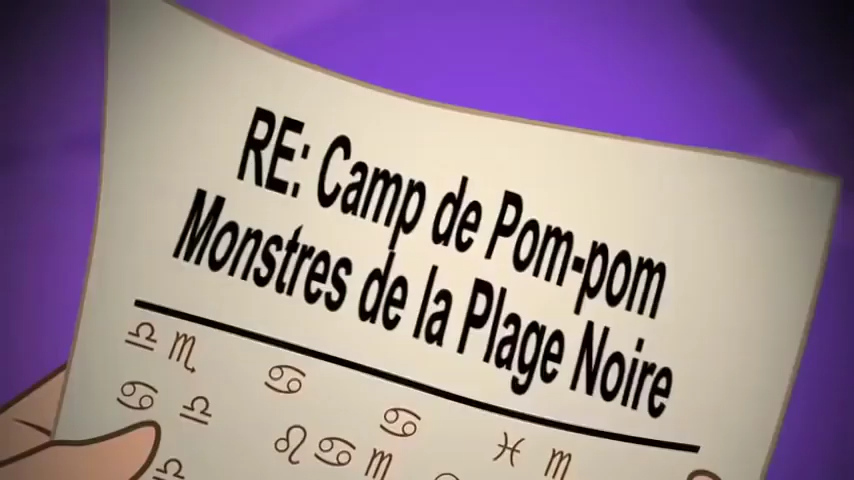 RE: Camp de Pom-pom
Monstres de la Plage Noire
♎ ♏ ♋
♋ ♎ ♋ ♓ ♏
♎ ♌ ♋ ♏